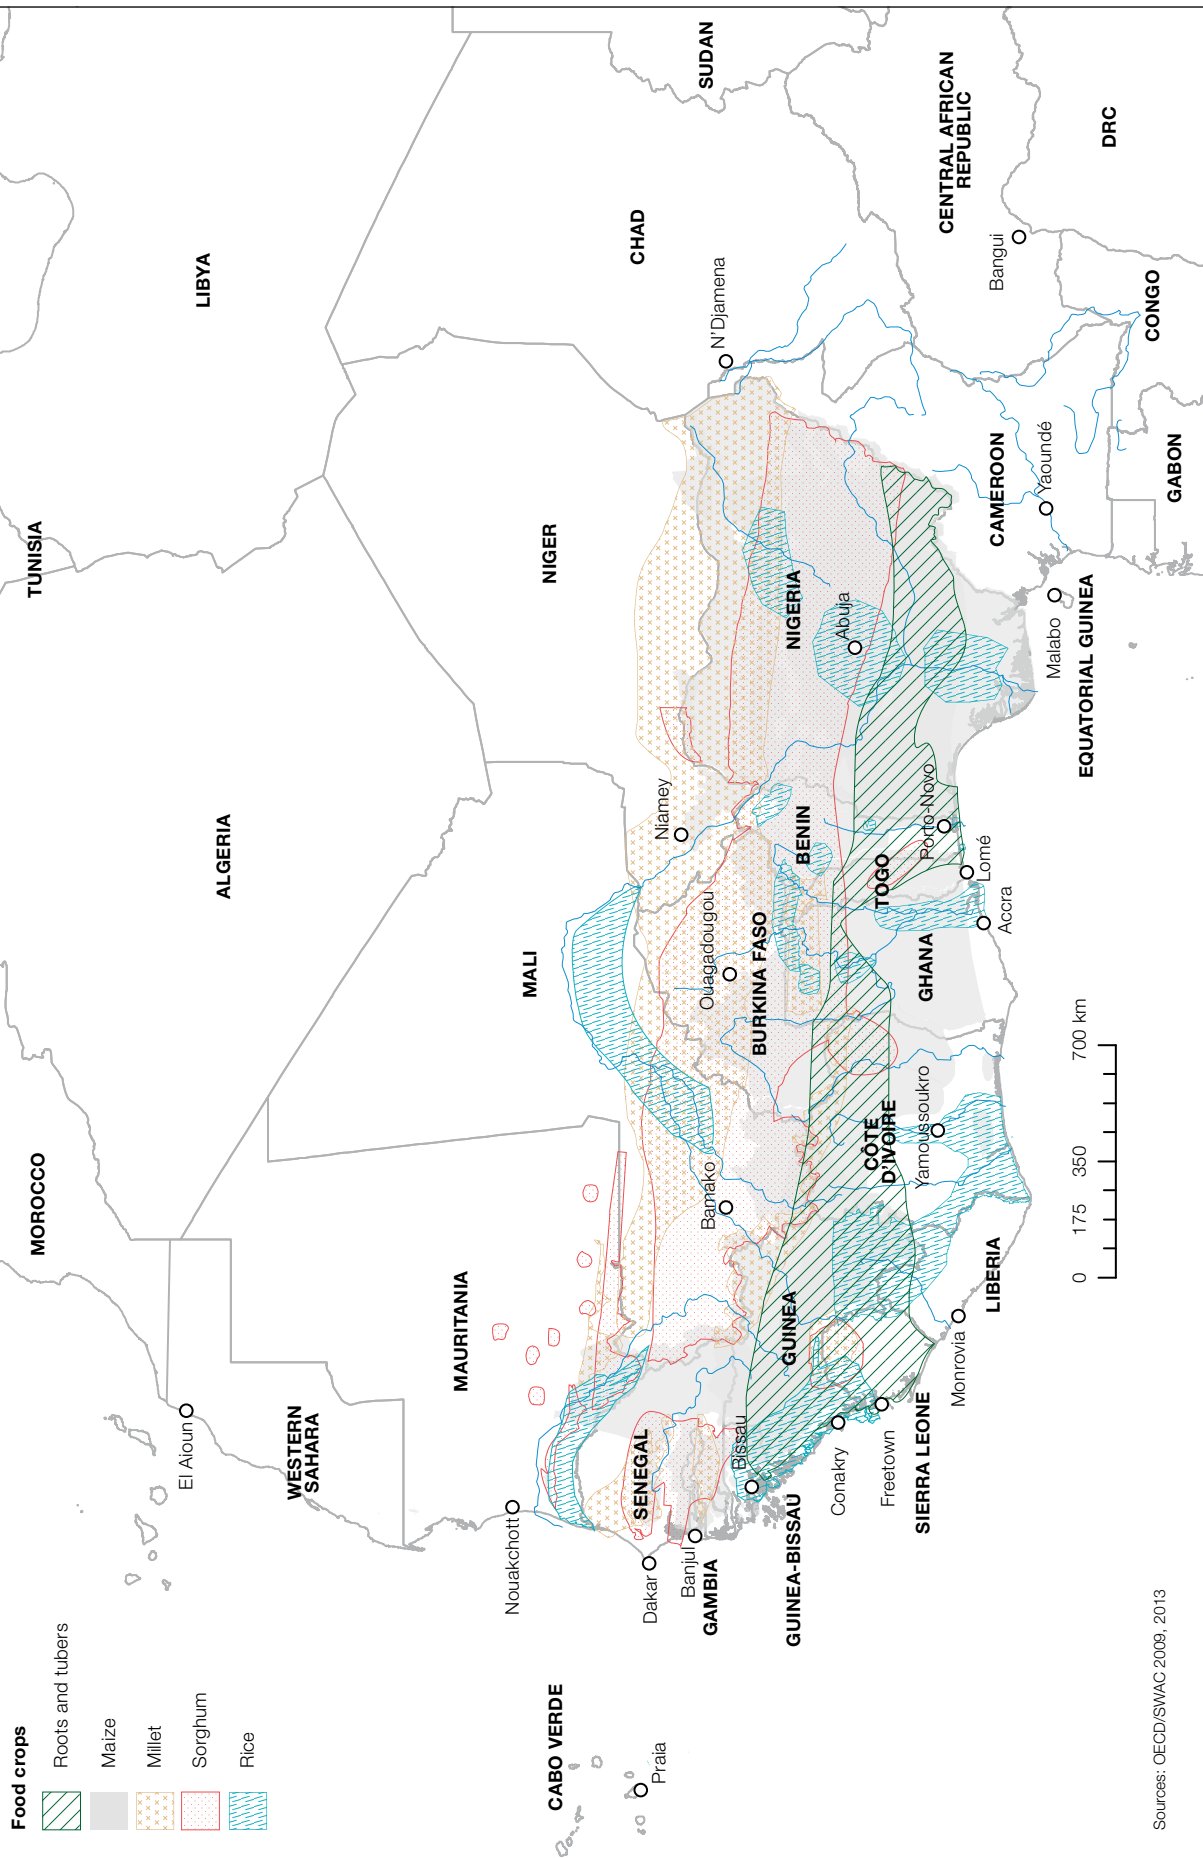 Food crops
Roots and tubers
Maize
Millet
Sorghum
Rice
TUNISIA
MOROCCO
ALGERIA
LIBYA
El Aioun
WESTERN
SAHARA
MAURITANIA
MALI
NIGER
CHAD
SUDAN
Nouakchott
CABO VERDE
Praia
Dakar
SENEGAL
Banjul
GAMBIA
Bissau
GUINEA-BISSAU
Bamako
Ouagadougou
BURKINA FASO
Niamey
N'Djamena
GUINEA
Conakry
Freetown
SIERRA LEONE
Monrovia
LIBERIA
CÔTE
D'IVOIRE
Yamoussoukro
GHANA
Accra
TOGO
Lomé
BENIN
Porto-Novo
NIGERIA
Abuja
CAMEROON
Yaoundé
Malabo
EQUATORIAL GUINEA
GABON
CONGO
CENTRAL AFRICAN
REPUBLIC
Bangui
DRC
0 175 350 700 km
Sources: OECD/SWAC 2009, 2013